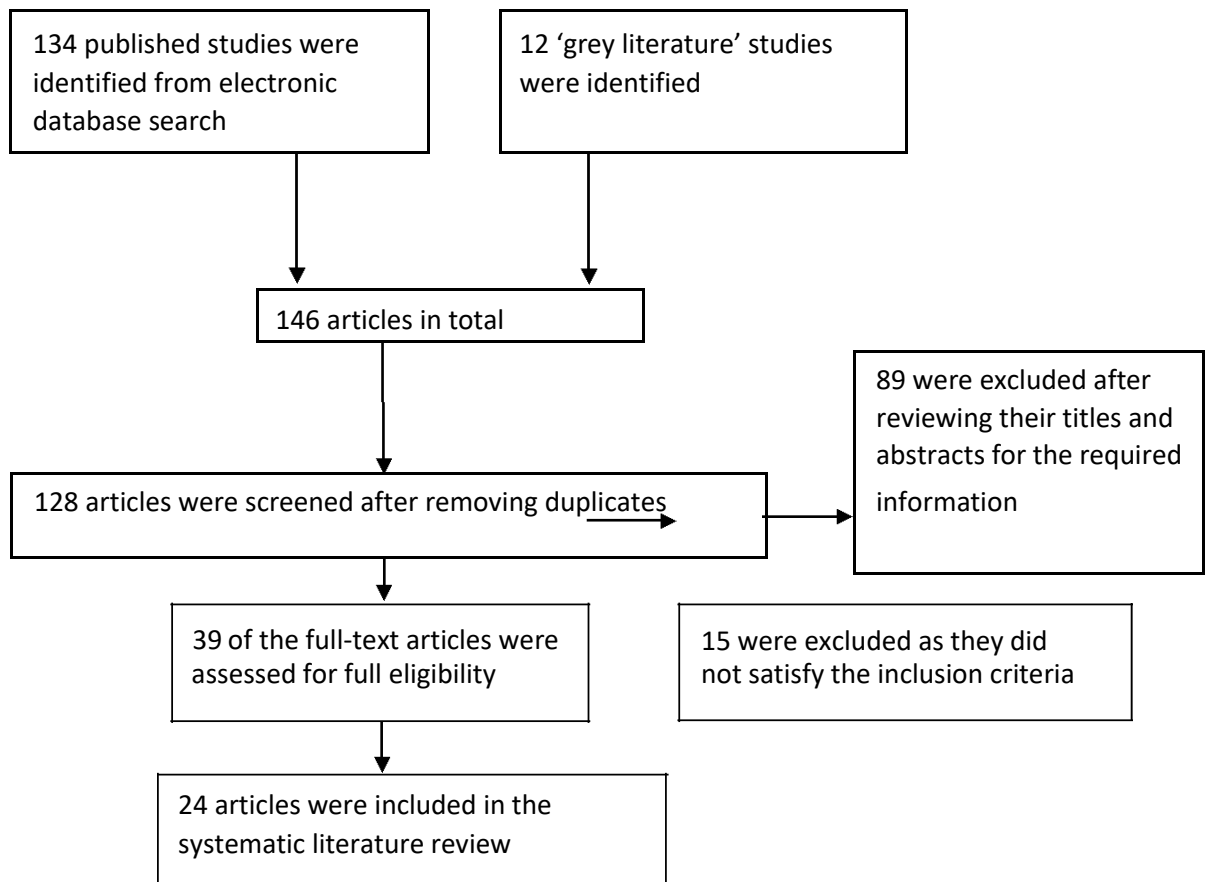 134 published studies were
identified from electronic
database search
12 ‘grey literature’ studies
were identified
146 articles in total
89 were excluded after
reviewing their titles and
abstracts for the required
information
128 articles were screened after removing duplicates
39 of the full-text articles were
assessed for full eligibility
15 were excluded as they did
not satisfy the inclusion criteria
24 articles were included in the
systematic literature review